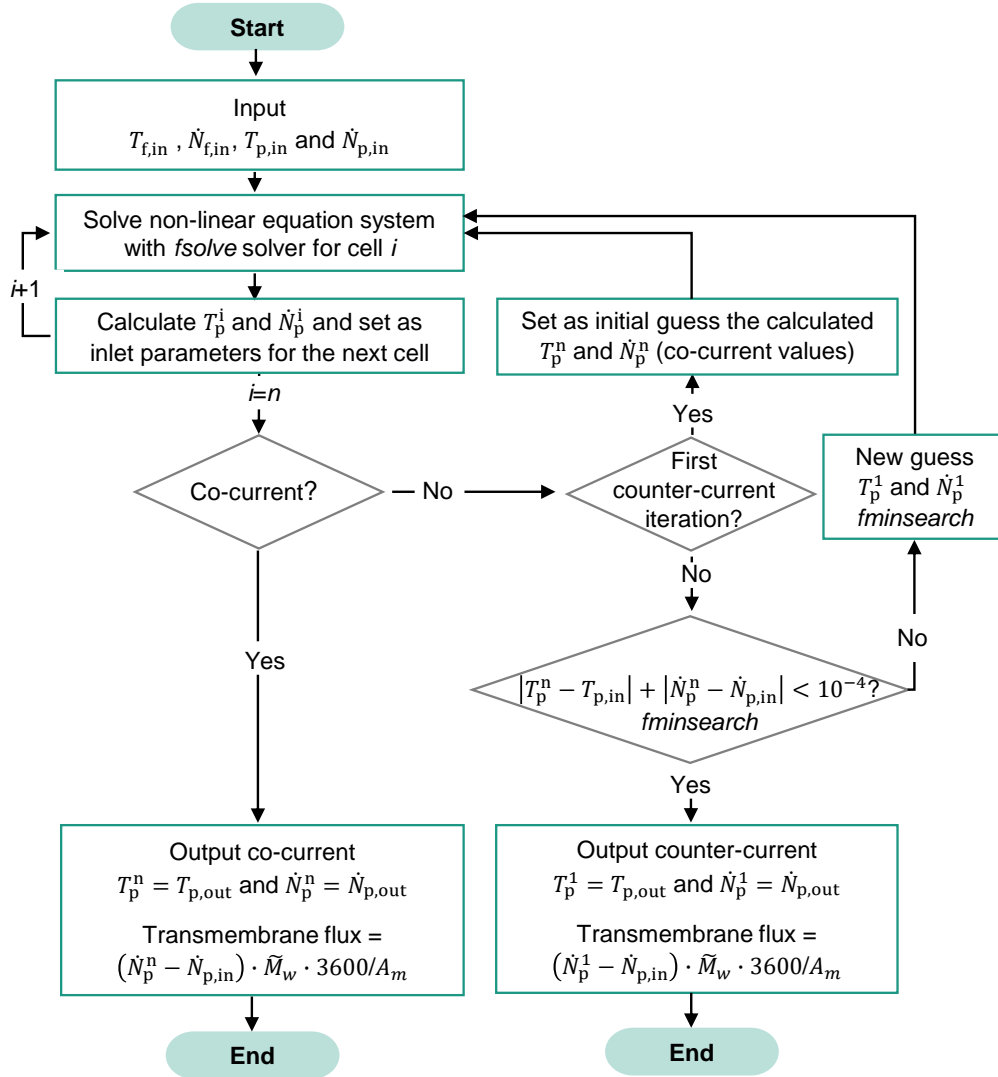 Start
Input
T_f,in , Ṅ_f,in, T_p,in and Ṅ_p,in
Solve non-linear equation system
with fsolve solver for cell i
i+1
Calculate T_p^i and Ṅ_p^i and set as
inlet parameters for the next cell
i=n
Set as initial guess the calculated
T_p^n and Ṅ_p^n (co-current values)
Yes
Co-current?
No
First
counter-current
iteration?
New guess
T_p^1 and Ṅ_p^1
fminsearch
No
No
Yes
|T_p^n − T_p,in| + |Ṅ_p^n − Ṅ_p,in| < 10^−4?
fminsearch
Yes
Output co-current
T_p^n = T_p,out and Ṅ_p^n = Ṅ_p,out
Transmembrane flux =
(Ṅ_p^n − Ṅ_p,in) · M̃_w · 3600/A_m
End
Output counter-current
T_p^1 = T_p,out and Ṅ_p^1 = Ṅ_p,out
Transmembrane flux =
(Ṅ_p^1 − Ṅ_p,in) · M̃_w · 3600/A_m
End